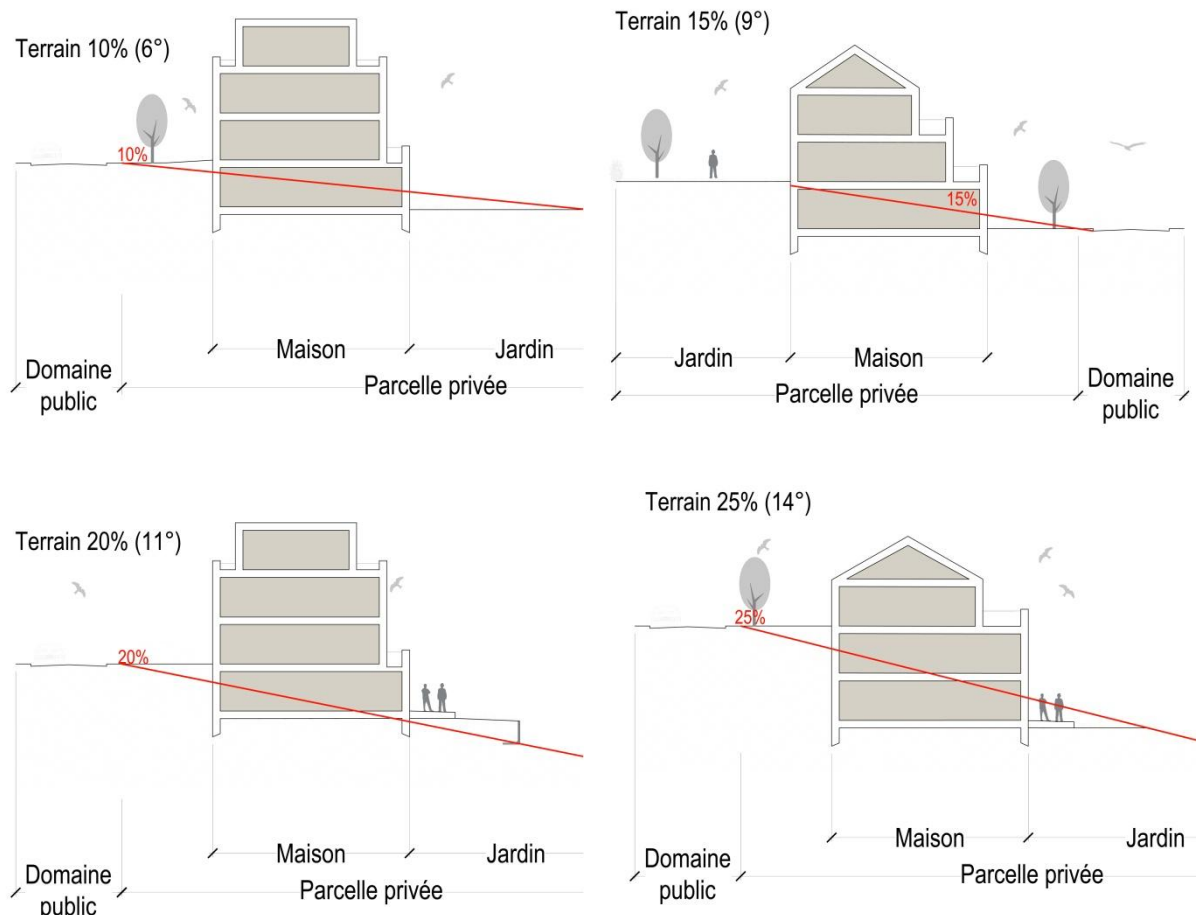 Terrain 10% (6°)
10%
Maison
Jardin
Domaine
public
Parcelle privée
Terrain 15% (9°)
15%
Jardin
Maison
Parcelle privée
Domaine
public
Terrain 20% (11°)
20%
Maison
Jardin
Domaine
public
Parcelle privée
Terrain 25% (14°)
25%
Maison
Jardin
Domaine
public
Parcelle privée